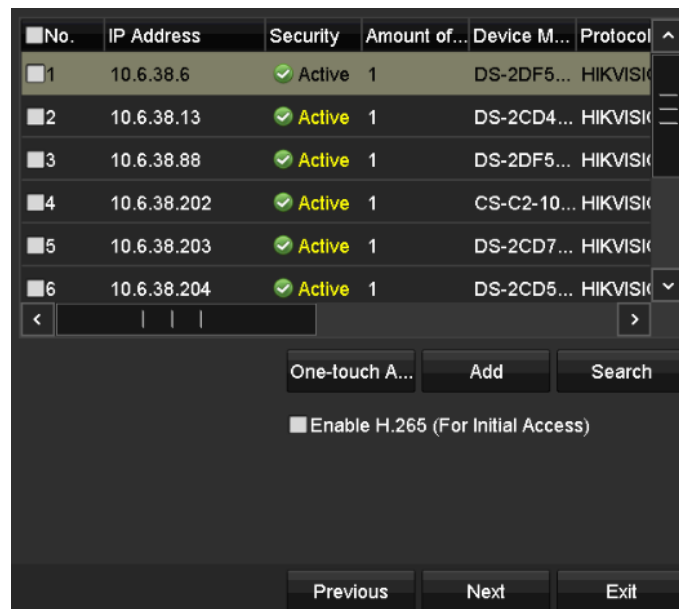 No. IP Address Security Amount of... Device M... Protocol
1 10.6.38.6 Active 1 DS-2DF5... HIKVISI
2 10.6.38.13 Active 1 DS-2CD4... HIKVISI
3 10.6.38.88 Active 1 DS-2DF5... HIKVISI
4 10.6.38.202 Active 1 CS-C2-10... HIKVISI
5 10.6.38.203 Active 1 DS-2CD7... HIKVISI
6 10.6.38.204 Active 1 DS-2CD5... HIKVISI
One-touch A... Add Search
Enable H.265 (For Initial Access)
Previous Next Exit